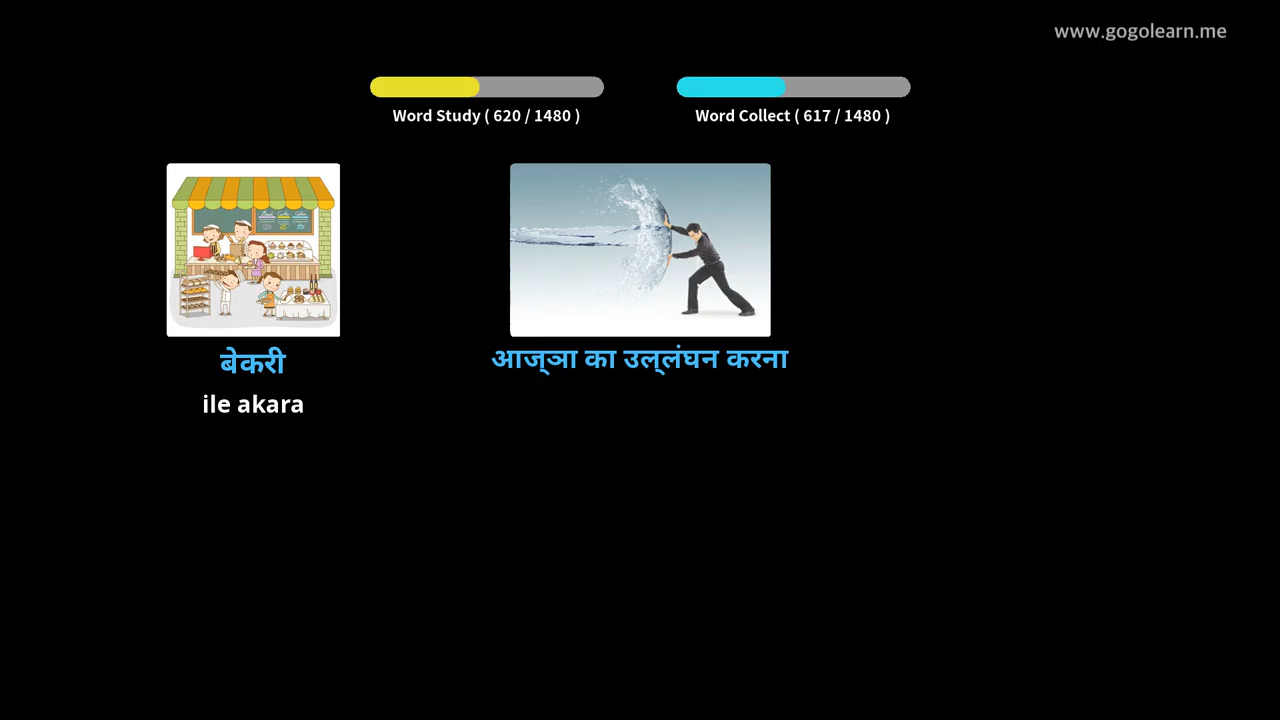 www.gogolearn.me
Word Study ( 620 / 1480 )
Word Collect ( 617 / 1480 )
बेकरी
आज्ञा का उल्लंघन करना
ile akara